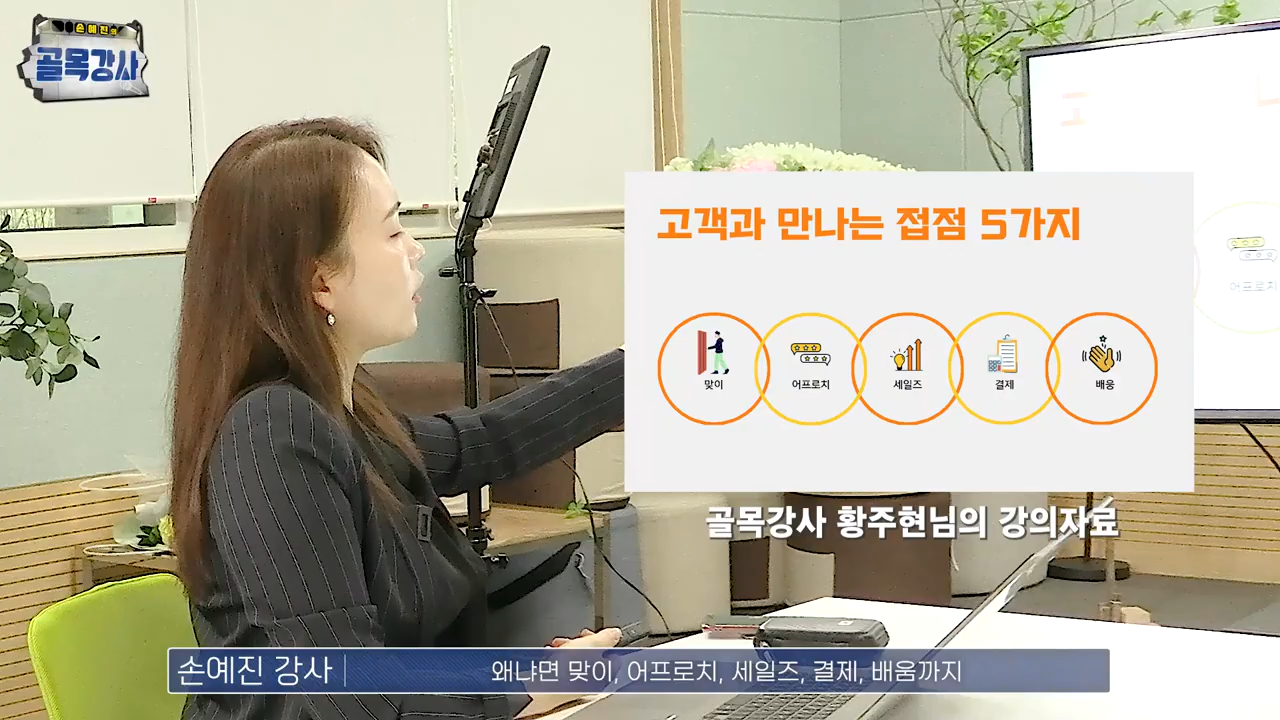 손예진의
골목강사
고객과 만나는 접점 5가지
맞이
어프로치
세일즈
결제
배웅
어프로치
골목강사 황주현님의 강의자료
손예진 강사
왜냐면 맞이, 어프로치, 세일즈, 결제, 배움까지